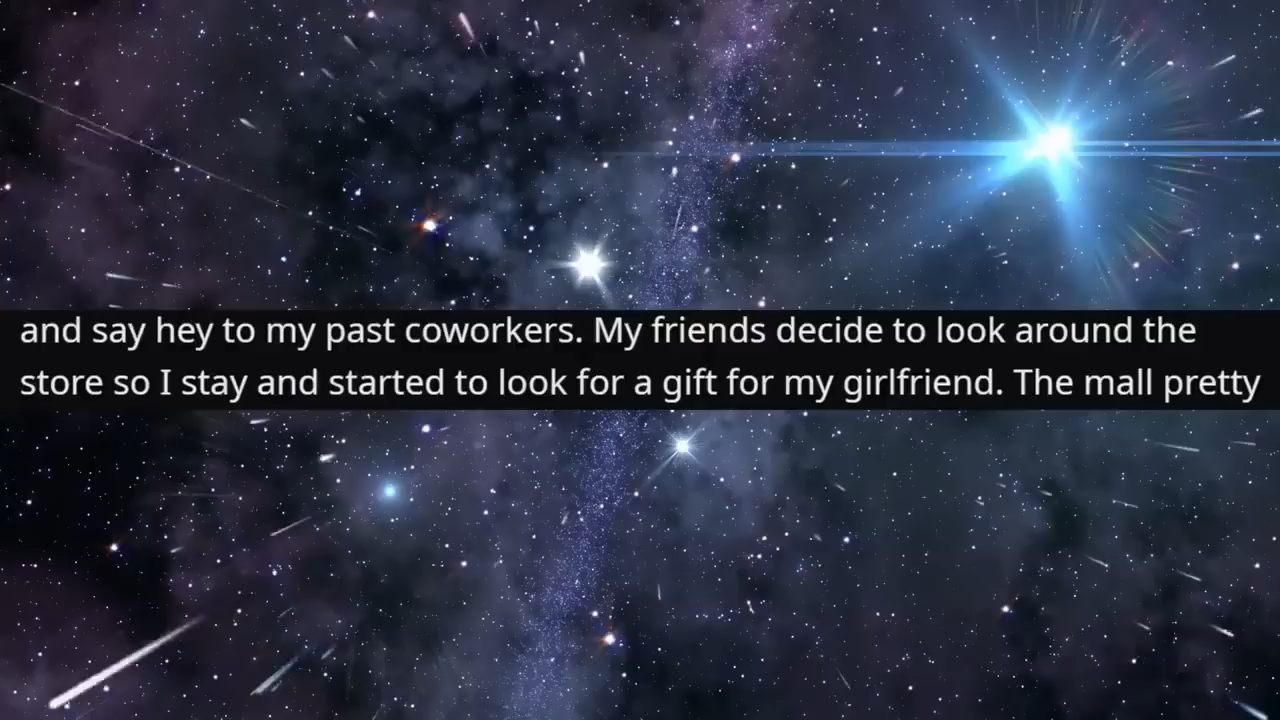 and say hey to my past coworkers. My friends decide to look around the
store so I stay and started to look for a gift for my girlfriend. The mall pretty